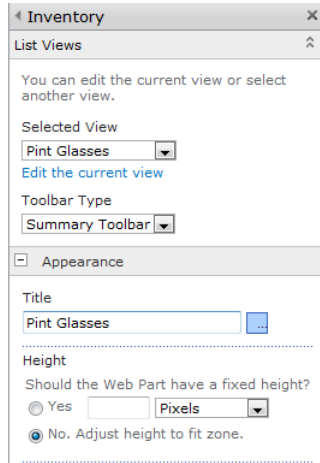 Inventory
List Views
You can edit the current view or select
another view.
Selected View
Pint Glasses
Edit the current view
Toolbar Type
Summary Toolbar
Appearance
Title
Pint Glasses
...
Height
Should the Web Part have a fixed height?
Yes Pixels
No. Adjust height to fit zone.